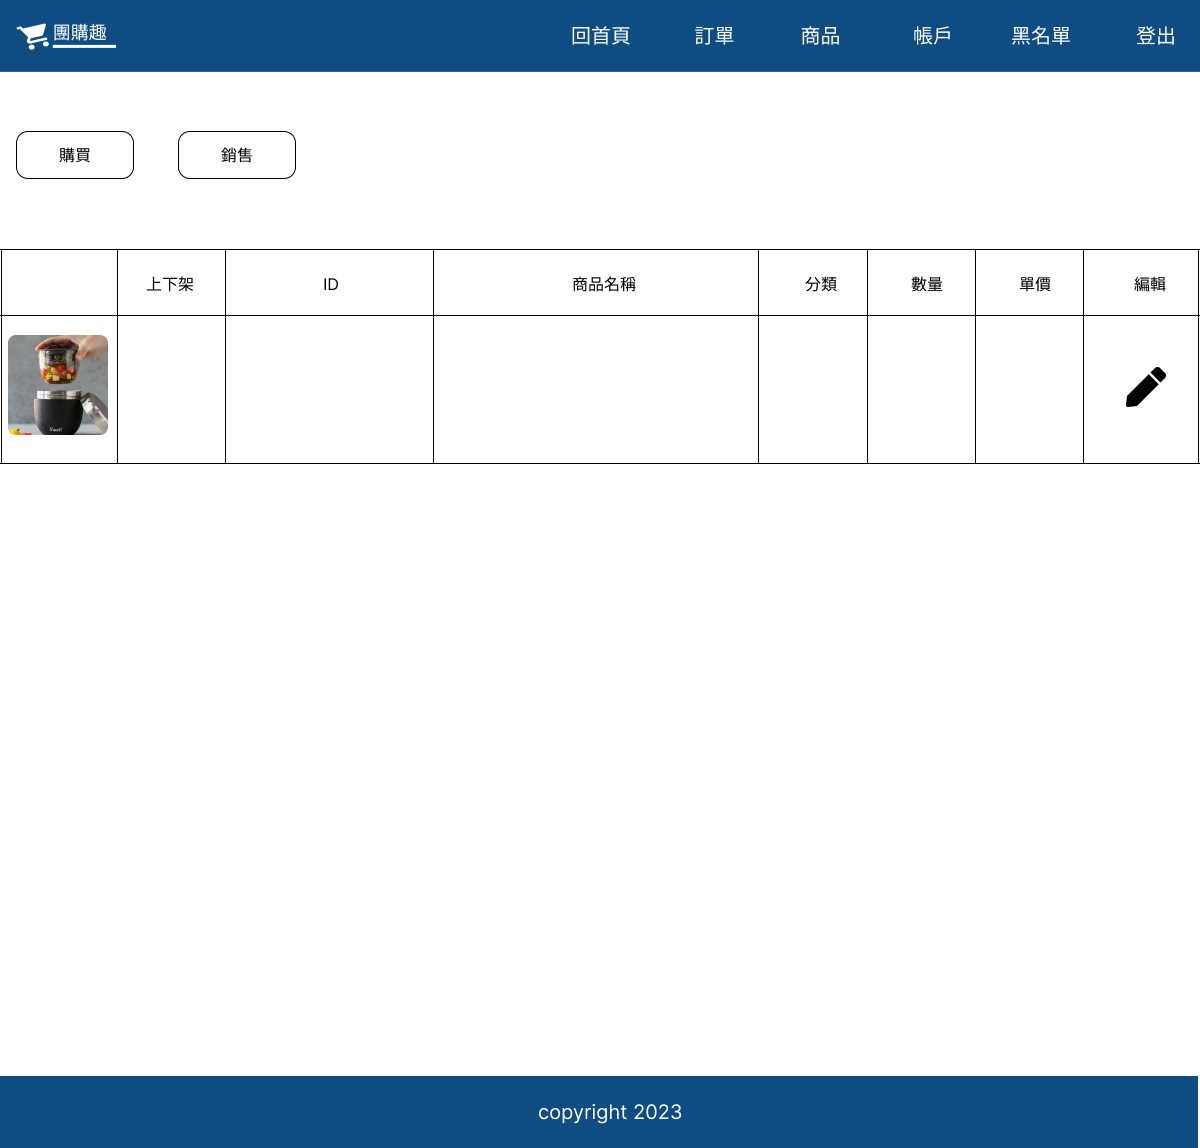 團購趣
回首頁 訂單 商品 帳戶 黑名單 登出
購買 銷售
上下架 ID 商品名稱 分類 數量 單價 編輯
S'well
copyright 2023